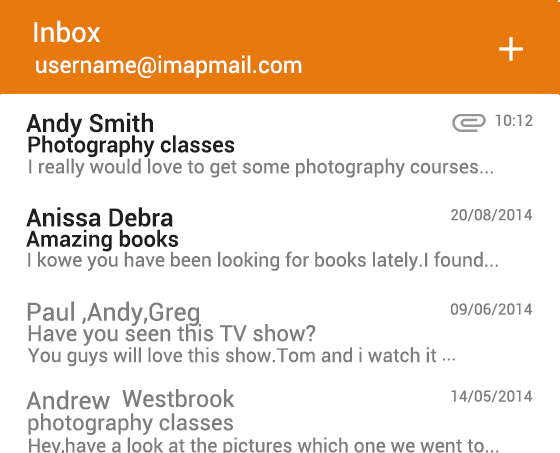 Inbox
username@imapmail.com
Andy Smith 10:12
Photography classes
I really would love to get some photography courses...
Anissa Debra 20/08/2014
Amazing books
I kowe you have been looking for books lately.I found...
Paul ,Andy,Greg 09/06/2014
Have you seen this TV show?
You guys will love this show.Tom and i watch it ...
Andrew Westbrook 14/05/2014
photography classes
Hey,have a look at the pictures which one we went to...